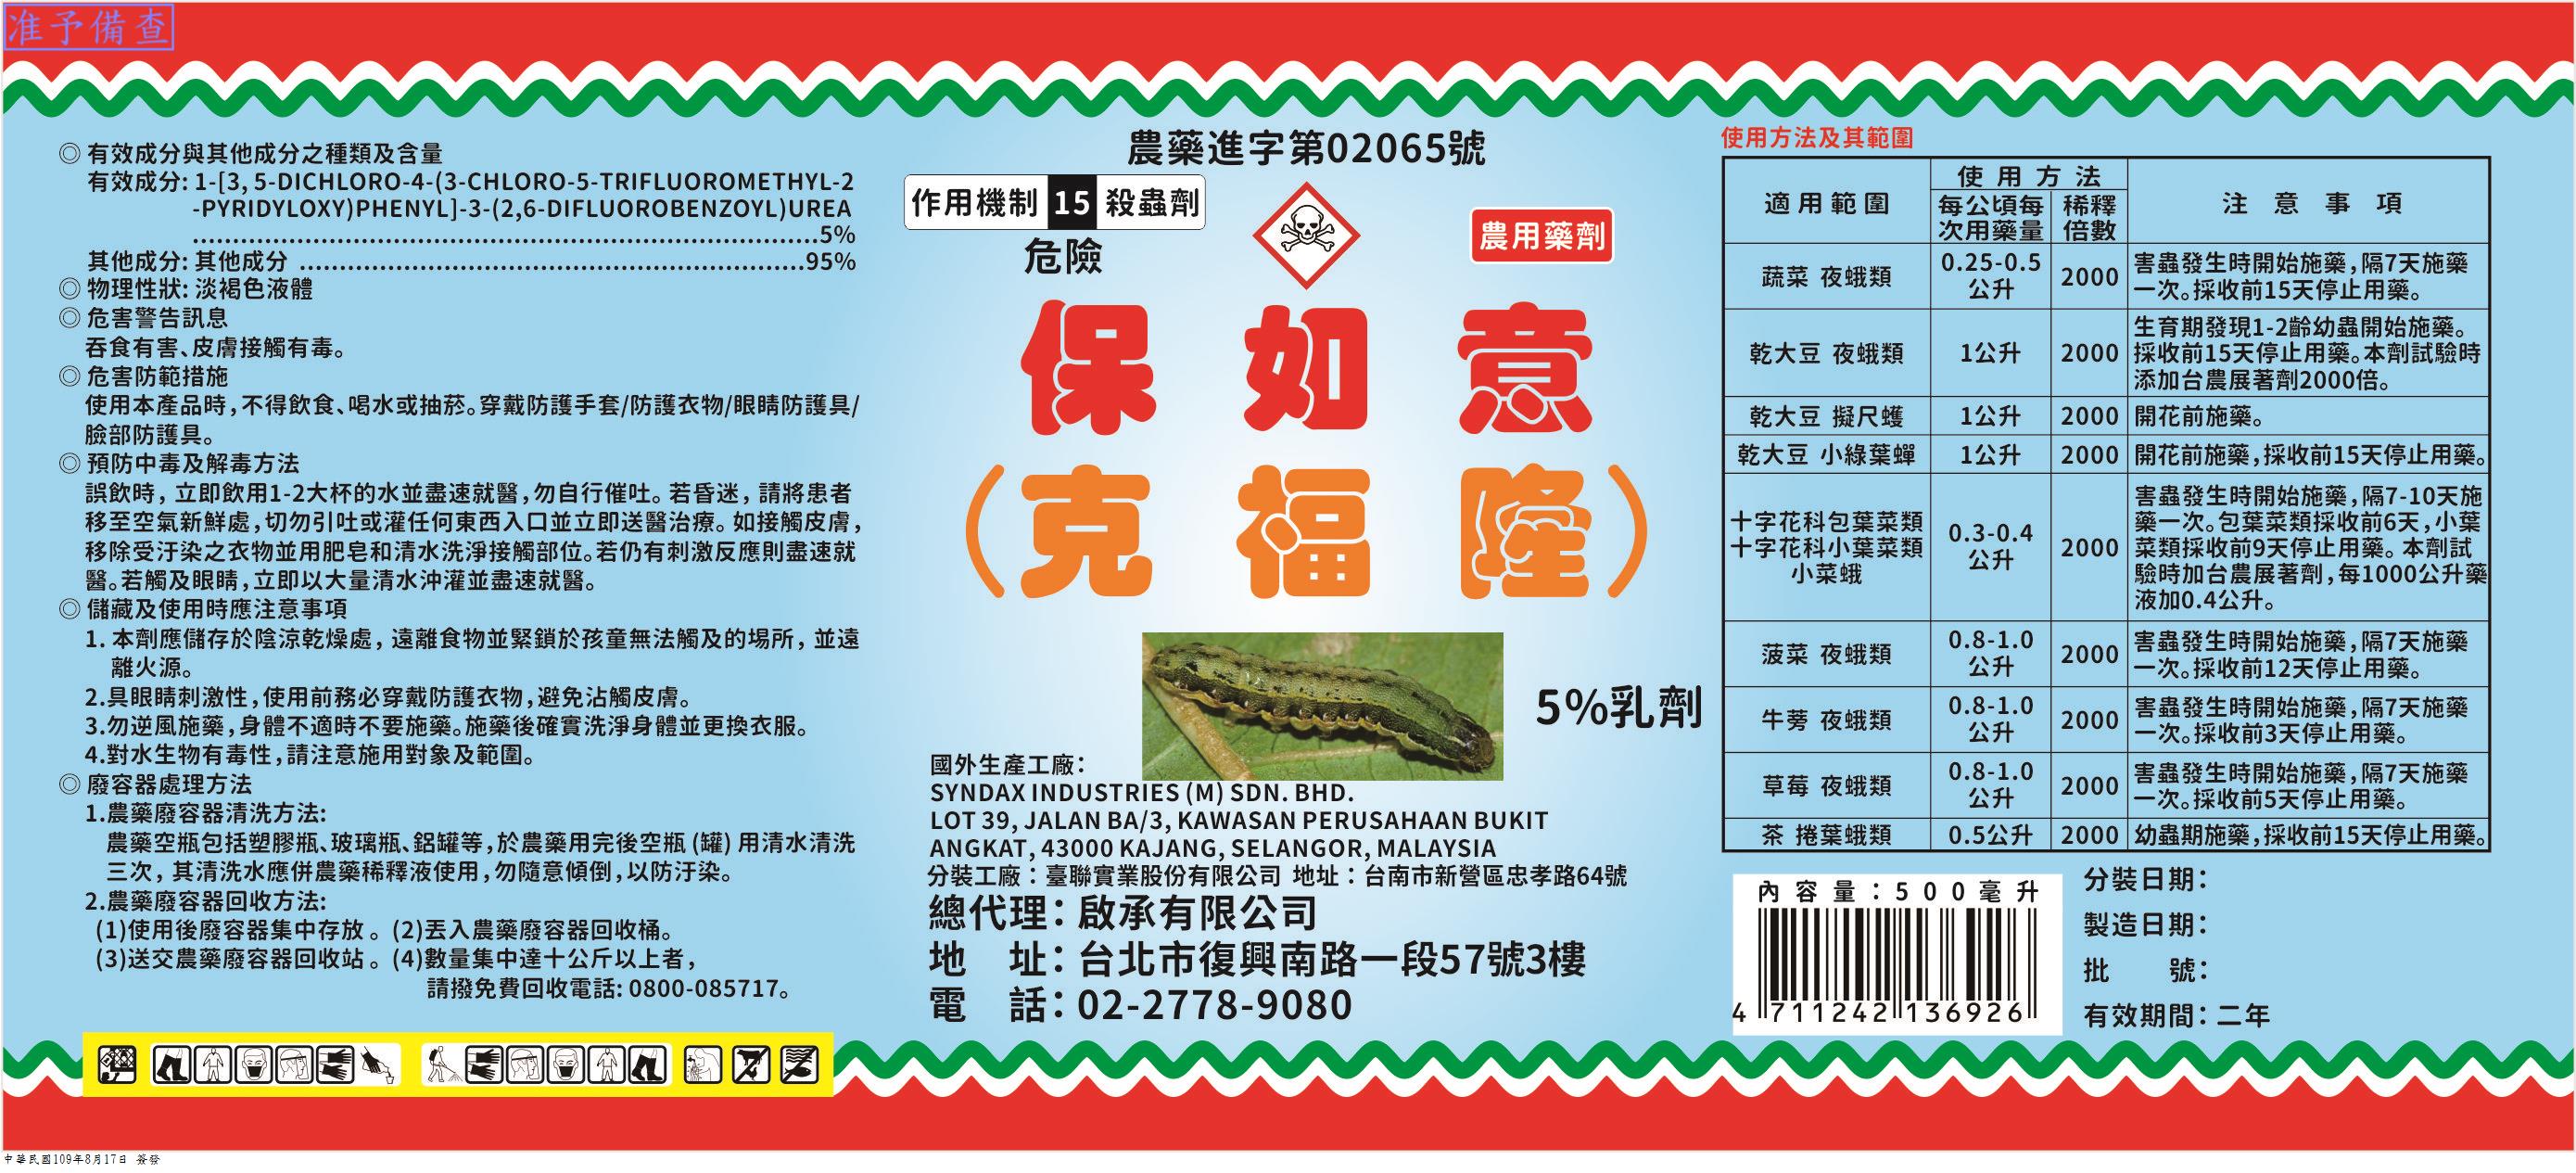 准予備查
◎ 有效成分與其他成分之種類及含量
有效成分: 1-[3, 5-DICHLORO-4-(3-CHLORO-5-TRIFLUOROMETHYL-2
-PYRIDYLOXY)PHENYL]-3-(2,6-DIFLUOROBENZOYL)UREA
......................................................................5%
其他成分: 其他成分 .........................................................95%
◎ 物理性狀: 淡褐色液體
◎ 危害警告訊息
吞食有害、皮膚接觸有毒。
◎ 危害防範措施
使用本產品時,不得飲食、喝水或抽菸。穿戴防護手套/防護衣物/眼睛防護具/
臉部防護具。
◎ 預防中毒及解毒方法
誤飲時, 立即飲用1-2大杯的水並盡速就醫,勿自行催吐。若昏迷, 請將患者
移至空氣新鮮處,切勿引吐或灌任何東西入口並立即送醫治療。如接觸皮膚,
移除受汙染之衣物並用肥皂和清水洗淨接觸部位。若仍有刺激反應則盡速就
醫。若觸及眼睛,立即以大量清水沖灌並盡速就醫。
◎ 儲藏及使用時應注意事項
1. 本劑應儲存於陰涼乾燥處, 遠離食物並緊鎖於孩童無法觸及的場所, 並遠
離火源。
2.具眼睛刺激性,使用前務必穿戴防護衣物,避免沾觸皮膚。
3.勿逆風施藥,身體不適時不要施藥。施藥後確實洗淨身體並更換衣服。
4.對水生物有毒性,請注意施用對象及範圍。
◎ 廢容器處理方法
1.農藥廢容器清洗方法:
農藥空瓶包括塑膠瓶、玻璃瓶、鋁罐等,於農藥用完後空瓶 (罐) 用清水清洗
三次, 其清洗水應併農藥稀釋液使用,勿隨意傾倒,以防汙染。
2.農藥廢容器回收方法:
(1)使用後廢容器集中存放 。(2)丟入農藥廢容器回收桶。
(3)送交農藥廢容器回收站 。(4)數量集中達十公斤以上者,
請撥免費回收電話: 0800-085717。
農藥進字第02065號
作用機制 15 殺蟲劑
危險
農用藥劑
保如意
(克福隆)
5%乳劑
國外生產工廠:
SYNDAX INDUSTRIES (M) SDN. BHD.
LOT 39, JALAN BA/3, KAWASAN PERUSAHAAN BUKIT
ANGKAT, 43000 KAJANG, SELANGOR, MALAYSIA
分裝工廠:臺聯實業股份有限公司 地址:台南市新營區忠孝路64號
總代理: 啟承有限公司
地 址: 台北市復興南路一段57號3樓
電 話: 02-2778-9080
使用方法及其範圍
適用範圍 使用方法 注意事項
每公頃每 稀釋
次用藥量 倍數
蔬菜 夜蛾類 0.25-0.5 2000 害蟲發生時開始施藥,隔7天施藥
公升 一次。採收前15天停止用藥。
生育期發現1-2齡幼蟲開始施藥。
乾大豆 夜蛾類 1公升 2000 採收前15天停止用藥。本劑試驗時
添加台農展著劑2000倍。
乾大豆 擬尺蠖 1公升 2000 開花前施藥。
乾大豆 小綠葉蟬 1公升 2000 開花前施藥,採收前15天停止用藥。
害蟲發生時開始施藥,隔7-10天施
十字花科包葉菜類 0.3-0.4 藥一次。包葉菜類採收前6天,小葉
十字花科小葉菜類 公升 2000 菜類採收前9天停止用藥。本劑試
小菜蛾 驗時加台農展著劑,每1000公升藥
液加0.4公升。
菠菜 夜蛾類 0.8-1.0 2000 害蟲發生時開始施藥,隔7天施藥
公升 一次。採收前12天停止用藥。
牛蒡 夜蛾類 0.8-1.0 2000 害蟲發生時開始施藥,隔7天施藥
公升 一次。採收前3天停止用藥。
草莓 夜蛾類 0.8-1.0 2000 害蟲發生時開始施藥,隔7天施藥
公升 一次。採收前5天停止用藥。
茶 捲葉蛾類 0.5公升 2000 幼蟲期施藥,採收前15天停止用藥。
內容量:500毫升
4 711242 136926
分裝日期:
製造日期:
批 號:
有效期間: 二年
中華民國109年8月17日 簽發